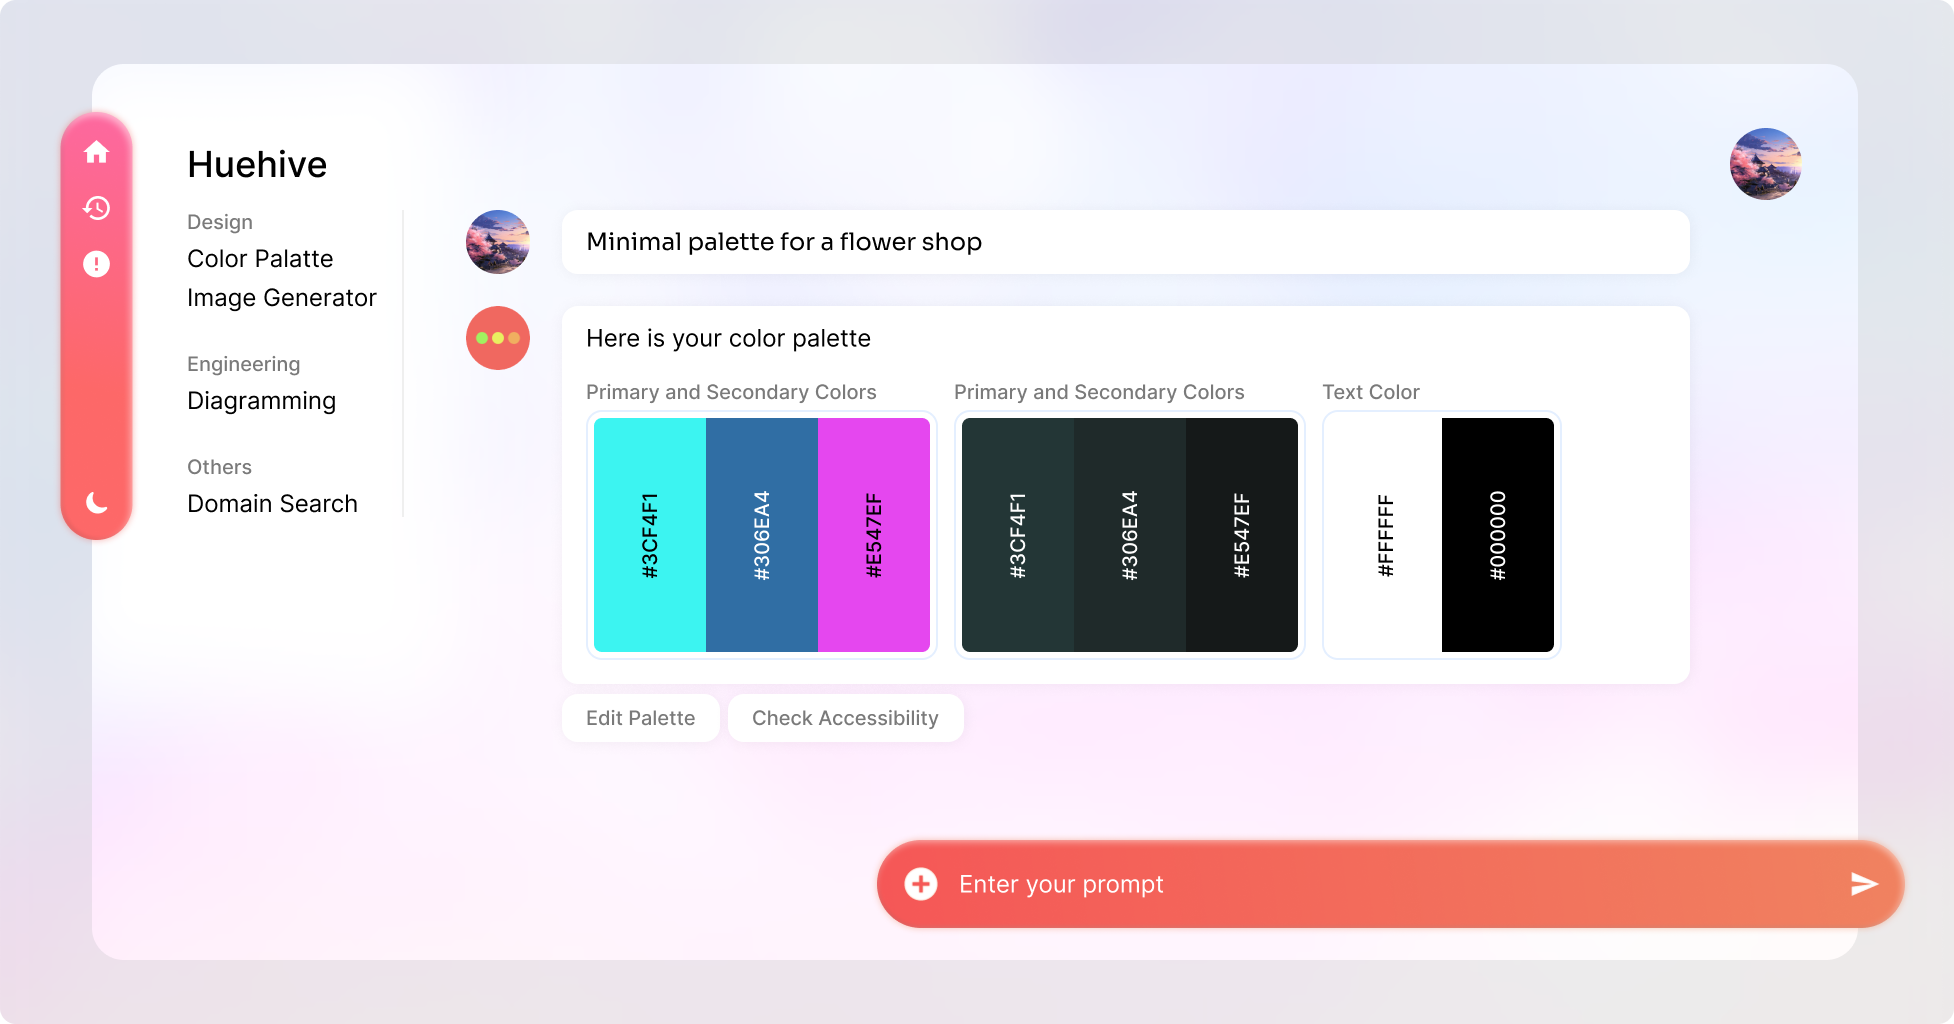 Huehive
Design
Color Palatte
Image Generator
Engineering
Diagramming
Others
Domain Search
Minimal palette for a flower shop
Here is your color palette
Primary and Secondary Colors
#3CF4F1
#306EA4
#E547EF
Primary and Secondary Colors
#3CF4F1
#306EA4
#E547EF
Text Color
#FFFFFF
#000000
Edit Palette
Check Accessibility
Enter your prompt